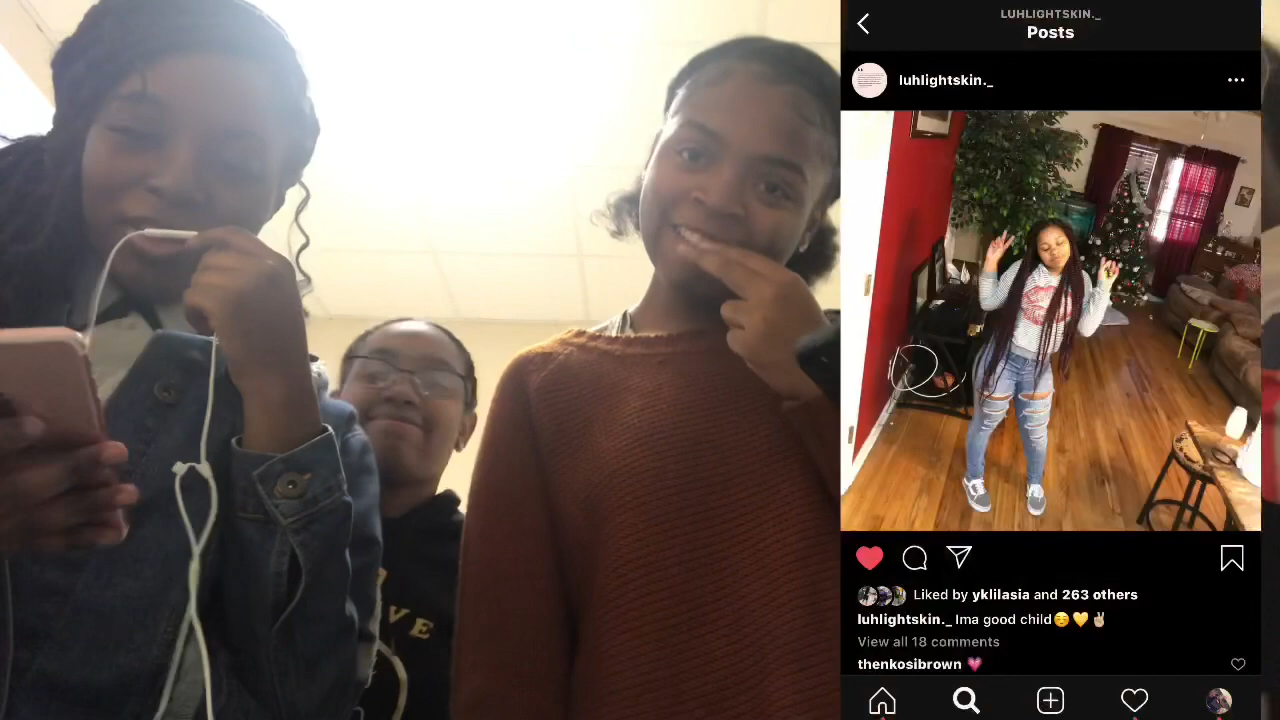 LUHLIGHTSKIN._
Posts
luhlightskin._
Liked by yklilasia and 263 others
luhlightskin._ Ima good child😌💛✌🏼
View all 18 comments
thenkosibrown 💗